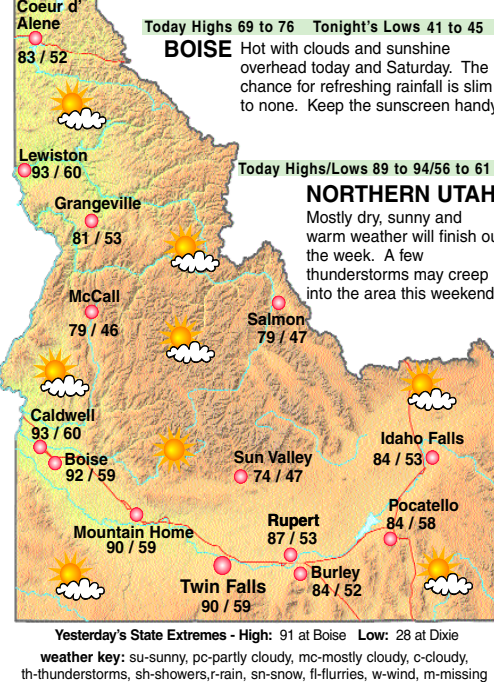 Coeur d'
Alene
83 / 52
Today Highs 69 to 76 Tonight's Lows 41 to 45
BOISE Hot with clouds and sunshine
overhead today and Saturday. The
chance for refreshing rainfall is slim
to none. Keep the sunscreen handy
Lewiston
93 / 60
Today Highs/Lows 89 to 94/56 to 61
NORTHERN UTAH
Mostly dry, sunny and
warm weather will finish ou
the week. A few
thunderstorms may creep
into the area this weekend
Grangeville
81 / 53
McCall
79 / 46
Salmon
79 / 47
Caldwell
93 / 60
Boise
92 / 59
Sun Valley
74 / 47
Idaho Falls
84 / 53
Pocatello
84 / 58
Mountain Home
90 / 59
Rupert
87 / 53
Twin Falls
90 / 59
Burley
84 / 52
Yesterday's State Extremes - High: 91 at Boise Low: 28 at Dixie
weather key: su-sunny, pc-partly cloudy, mc-mostly cloudy, c-cloudy,
th-thunderstorms, sh-showers,r-rain, sn-snow, fl-flurries, w-wind, m-missing